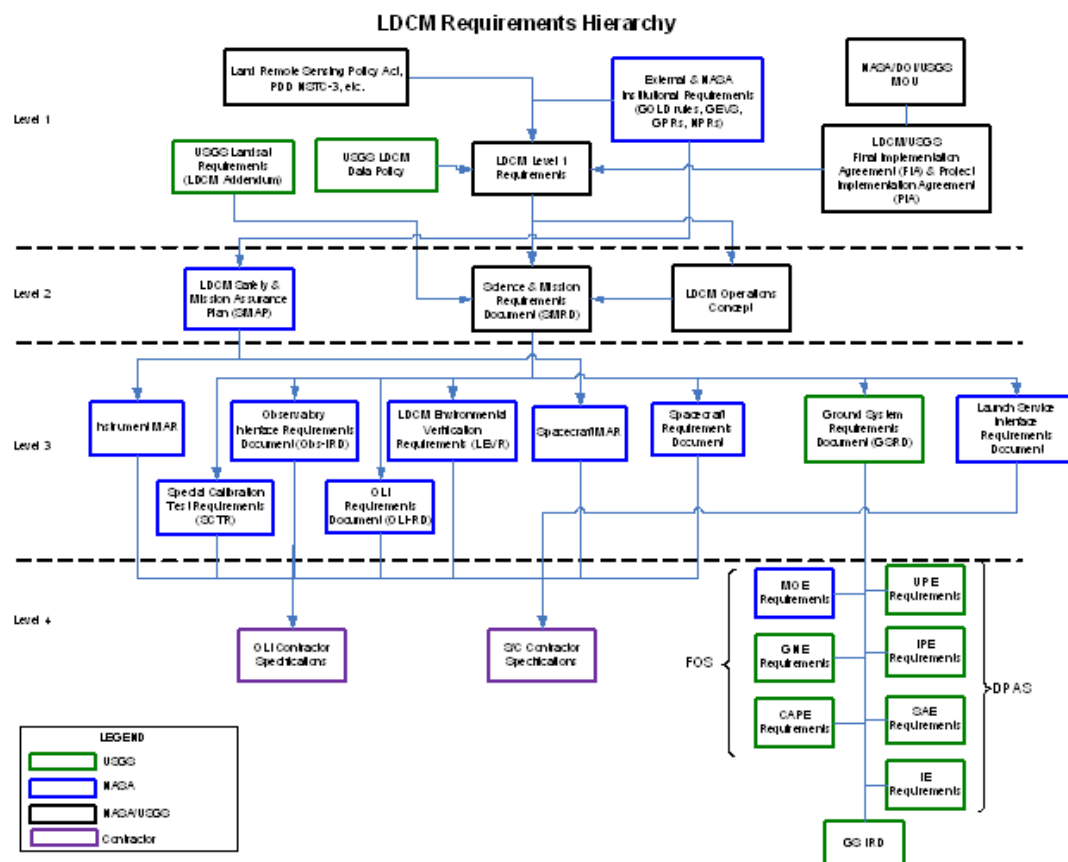 LDCM Requirements Hierarchy
Land Remote Sensing Policy Act,
PDD NSTC-3, etc.
External & NASA
Institutional Requirements
(GOLD rules, GEVS,
GPRs, NPRs)
NASA/DOI/USGS
MOU
Level 1
USGS Landsat
Requirements
(LDCM Addendum)
USGS LDCM
Data Policy
LDCM Level 1
Requirements
LDCM/USGS
Final Implementation
Agreement (FIA) & Project
Implementation Agreement
(PIA)
Level 2
LDCM Safety &
Mission Assurance
Plan (SMAP)
Science & Mission
Requirements
Document (SMRD)
LDCM Operations
Concept
Level 3
Instrument MAR
Observatory
Interface Requirements
Document (Obs-IRD)
LDCM Environmental
Verification
Requirements (LEVR)
Spacecraft MAR
Spacecraft
Requirements
Document
Ground System
Requirements
Document (GSRD)
Launch Service
Interface
Requirements
Document
Special Calibration
Test Requirements
(SCTR)
OLI
Requirements
Document (OLI-RD)
Level 4
OLI Contractor
Specifications
S/C Contractor
Specifications
FOS
MOE
Requirements
GNE
Requirements
CAPE
Requirements
UPE
Requirements
IPE
Requirements
SAE
Requirements
IE
Requirements
DPAS
GS IRD
LEGEND
USGS
NASA
NASA/USGS
Contractor